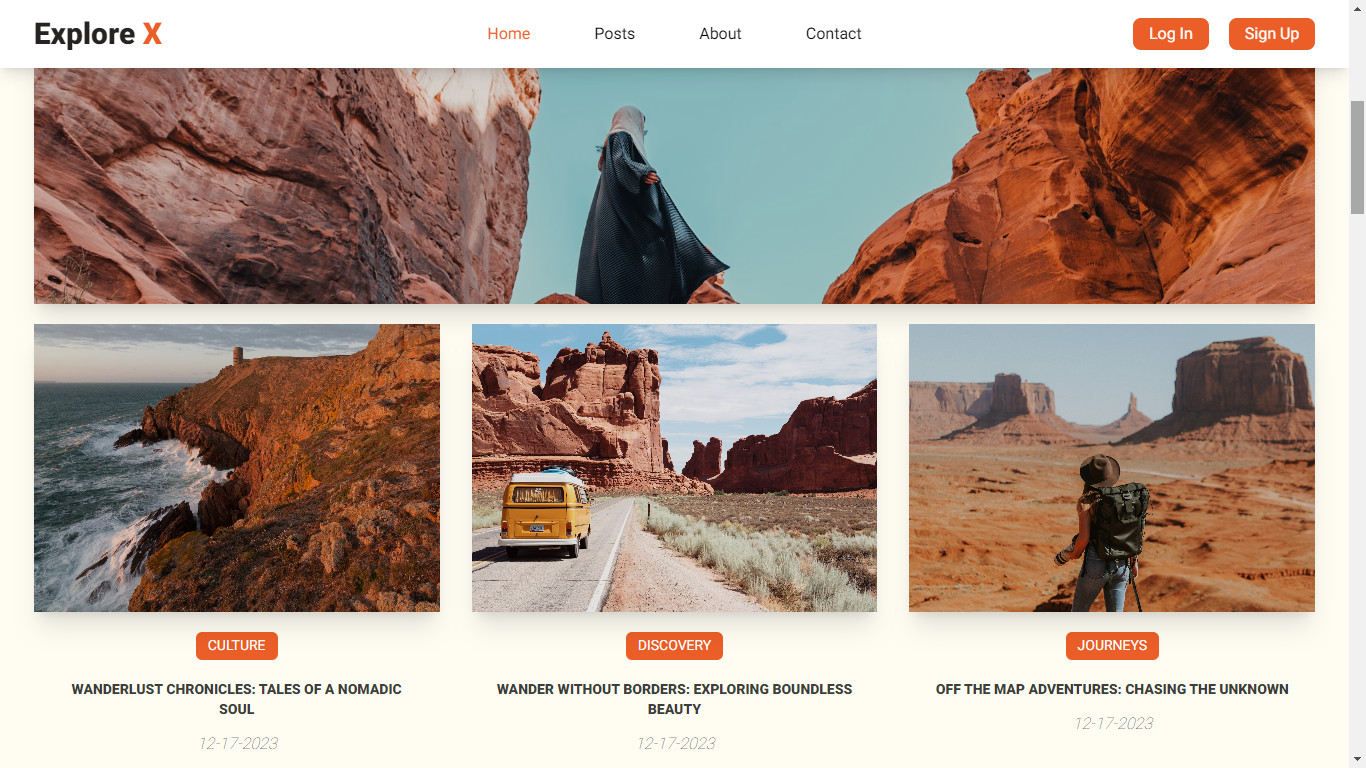 Explore X
Home
Posts
About
Contact
Log In
Sign Up
CULTURE
WANDERLUST CHRONICLES: TALES OF A NOMADIC
SOUL
12-17-2023
DISCOVERY
WANDER WITHOUT BORDERS: EXPLORING BOUNDLESS
BEAUTY
12-17-2023
JOURNEYS
OFF THE MAP ADVENTURES: CHASING THE UNKNOWN
12-17-2023